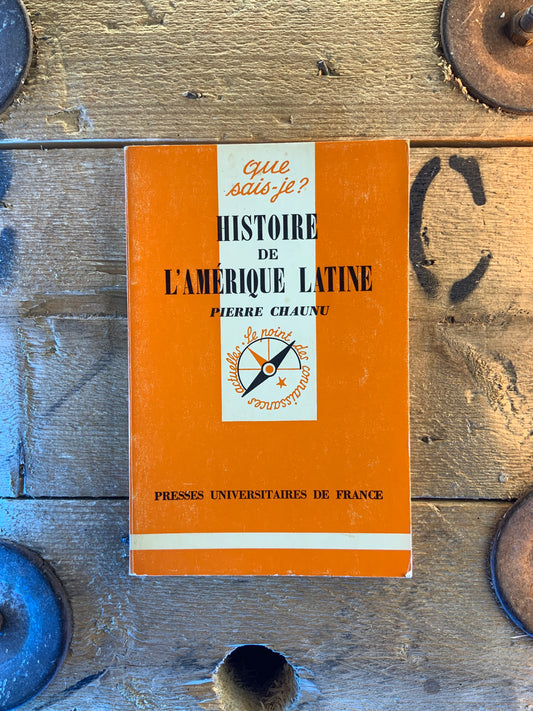 que
sais-je?
HISTOIRE
DE
L'AMÉRIQUE LATINE
PIERRE CHAUNU
Le point des connaissances actuelles
PRESSES UNIVERSITAIRES DE FRANCE
C